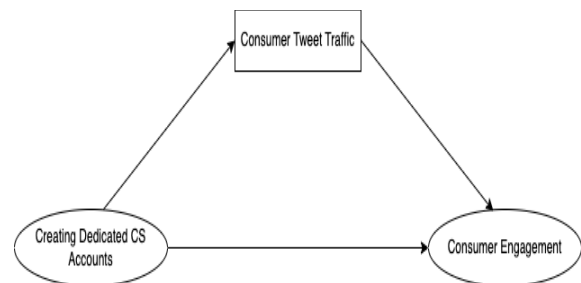 Consumer Tweet Traffic
Creating Dedicated CS
Accounts
Consumer Engagement